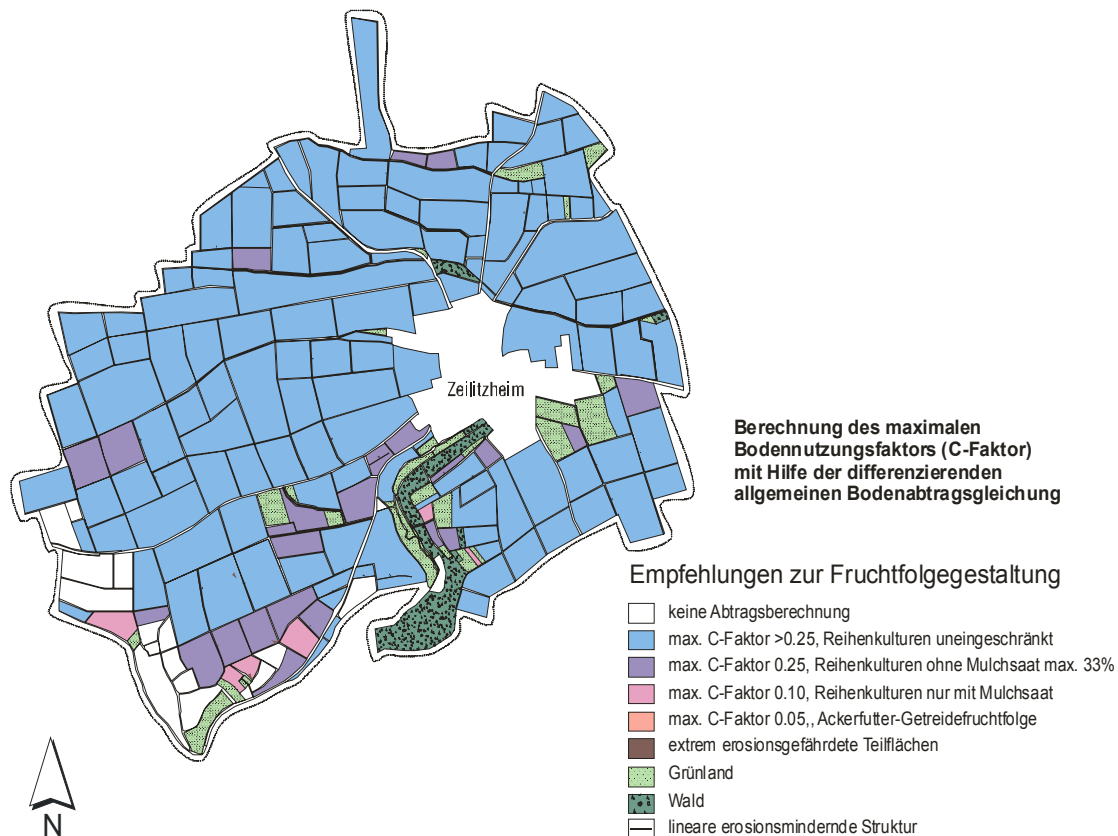 Zeilitzheim
Berechnung des maximalen
Bodennutzungsfaktors (C-Faktor)
mit Hilfe der differenzierenden
allgemeinen Bodenabtragsgleichung
Empfehlungen zur Fruchtfolgegestaltung
keine Abtragsberechnung
max. C-Faktor >0.25, Reihenkulturen uneingeschränkt
max. C-Faktor 0.25, Reihenkulturen ohne Mulchsaat max. 33%
max. C-Faktor 0.10, Reihenkulturen nur mit Mulchsaat
max. C-Faktor 0.05,, Ackerfutter-Getreidefruchtfolge
extrem erosionsgefährdete Teilflächen
Grünland
Wald
lineare erosionsmindernde Struktur
N